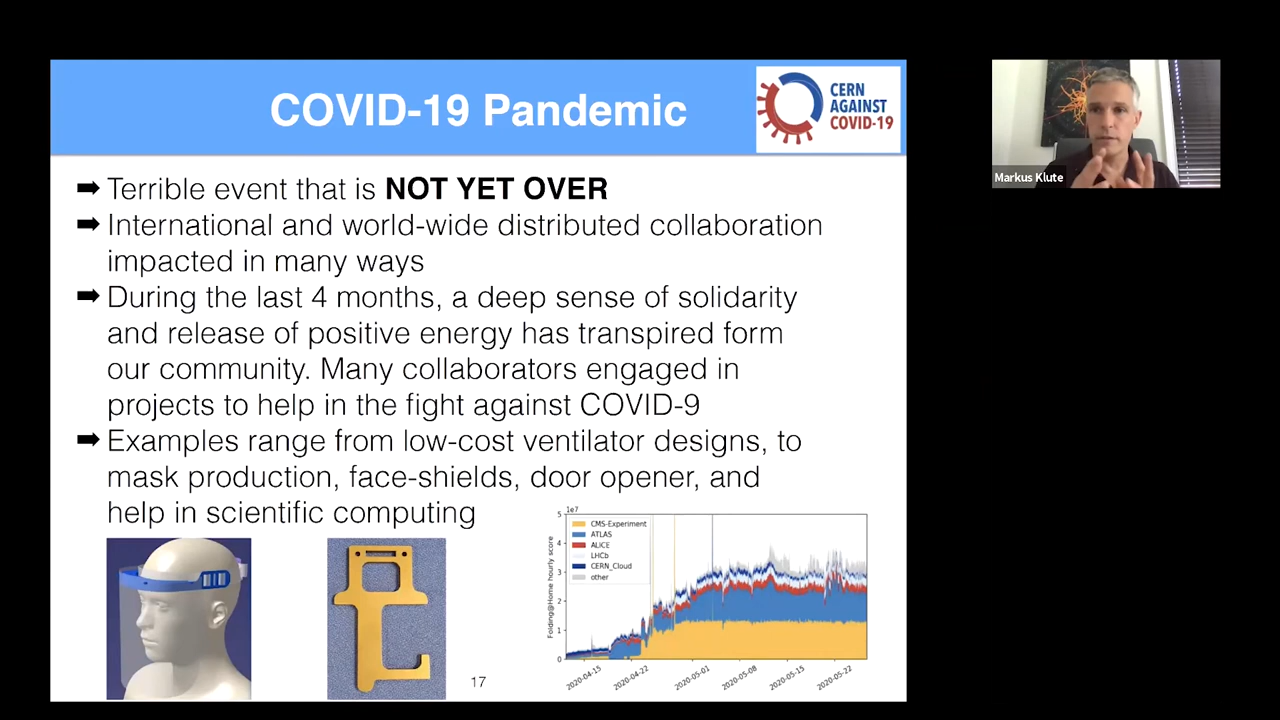 COVID-19 Pandemic
CERN
AGAINST
COVID-19
➡ Terrible event that is NOT YET OVER
➡ International and world-wide distributed collaboration
impacted in many ways
➡ During the last 4 months, a deep sense of solidarity
and release of positive energy has transpired form
our community. Many collaborators engaged in
projects to help in the fight against COVID-9
➡ Examples range from low-cost ventilator designs, to
mask production, face-shields, door opener, and
help in scientific computing
1e7
5
4
3
2
1
0
Folding@Home hourly score
CMS-Experiment
ATLAS
ALICE
LHCb
CERN_Cloud
other
2020-04-15
2020-04-22
2020-05-01
2020-05-08
2020-05-15
2020-05-22
17
Markus Klute